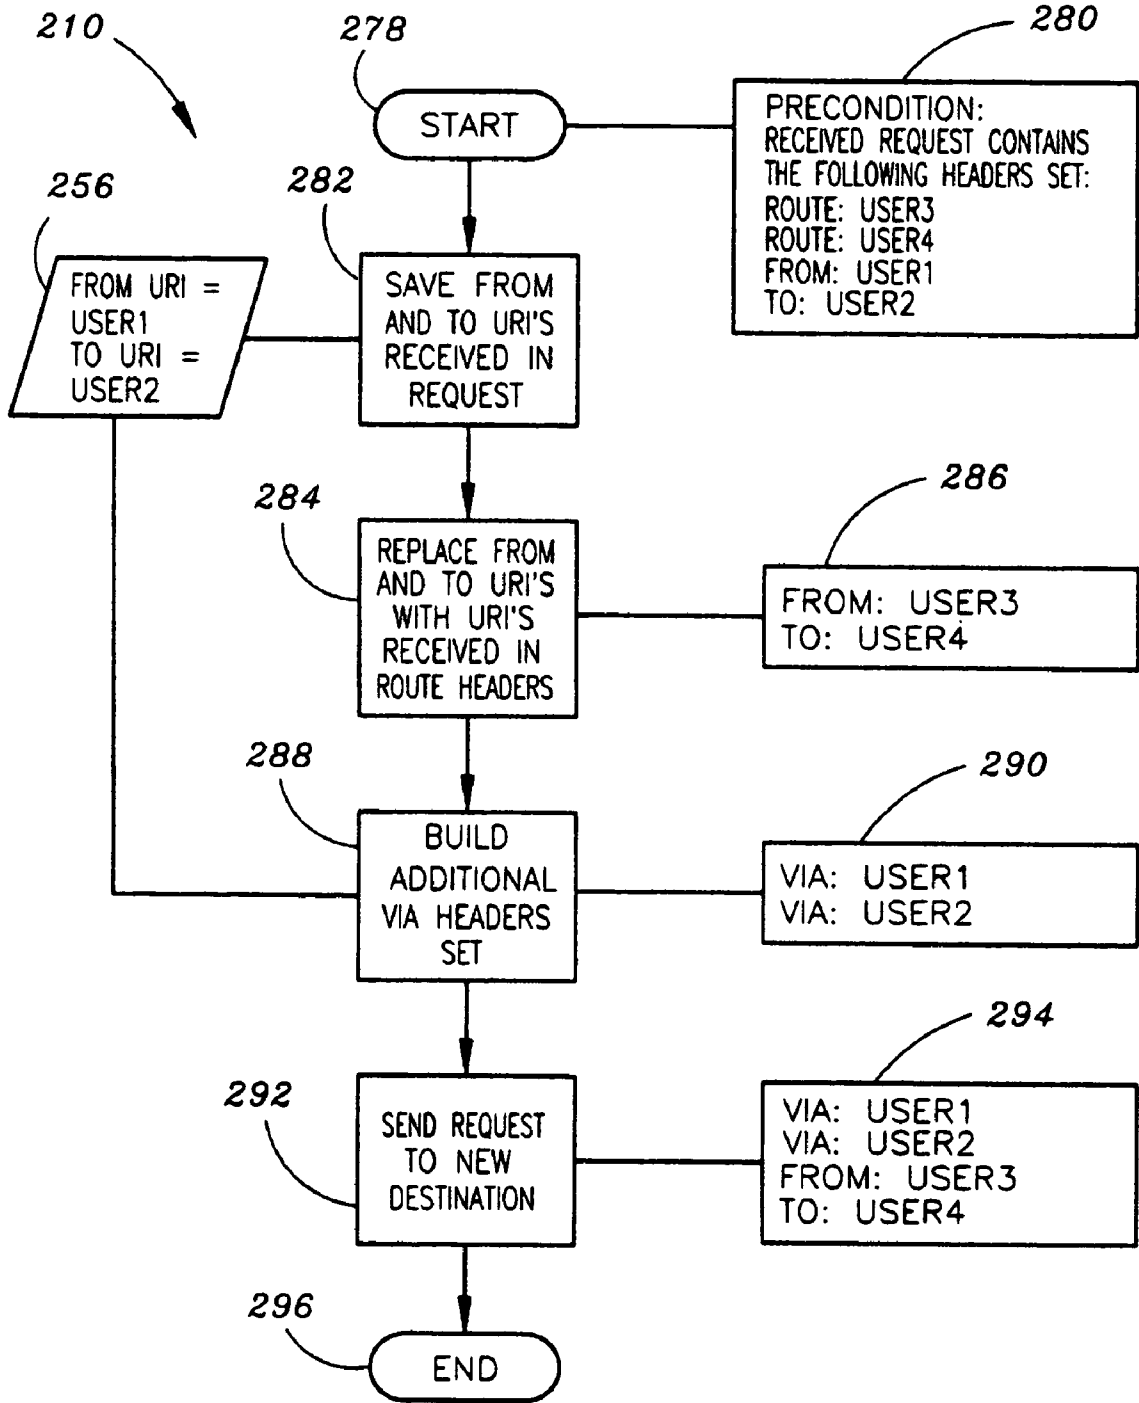 210
278
280
START
PRECONDITION:
RECEIVED REQUEST CONTAINS
THE FOLLOWING HEADERS SET:
ROUTE: USER3
ROUTE: USER4
FROM: USER1
TO: USER2
256
282
FROM URI =
USER1
TO URI =
USER2
SAVE FROM
AND TO URI'S
RECEIVED IN
REQUEST
284
286
REPLACE FROM
AND TO URI'S
WITH URI'S
RECEIVED IN
ROUTE HEADERS
FROM: USER3
TO: USER4
288
290
BUILD
ADDITIONAL
VIA HEADERS
SET
VIA: USER1
VIA: USER2
292
294
SEND REQUEST
TO NEW
DESTINATION
VIA: USER1
VIA: USER2
FROM: USER3
TO: USER4
296
END